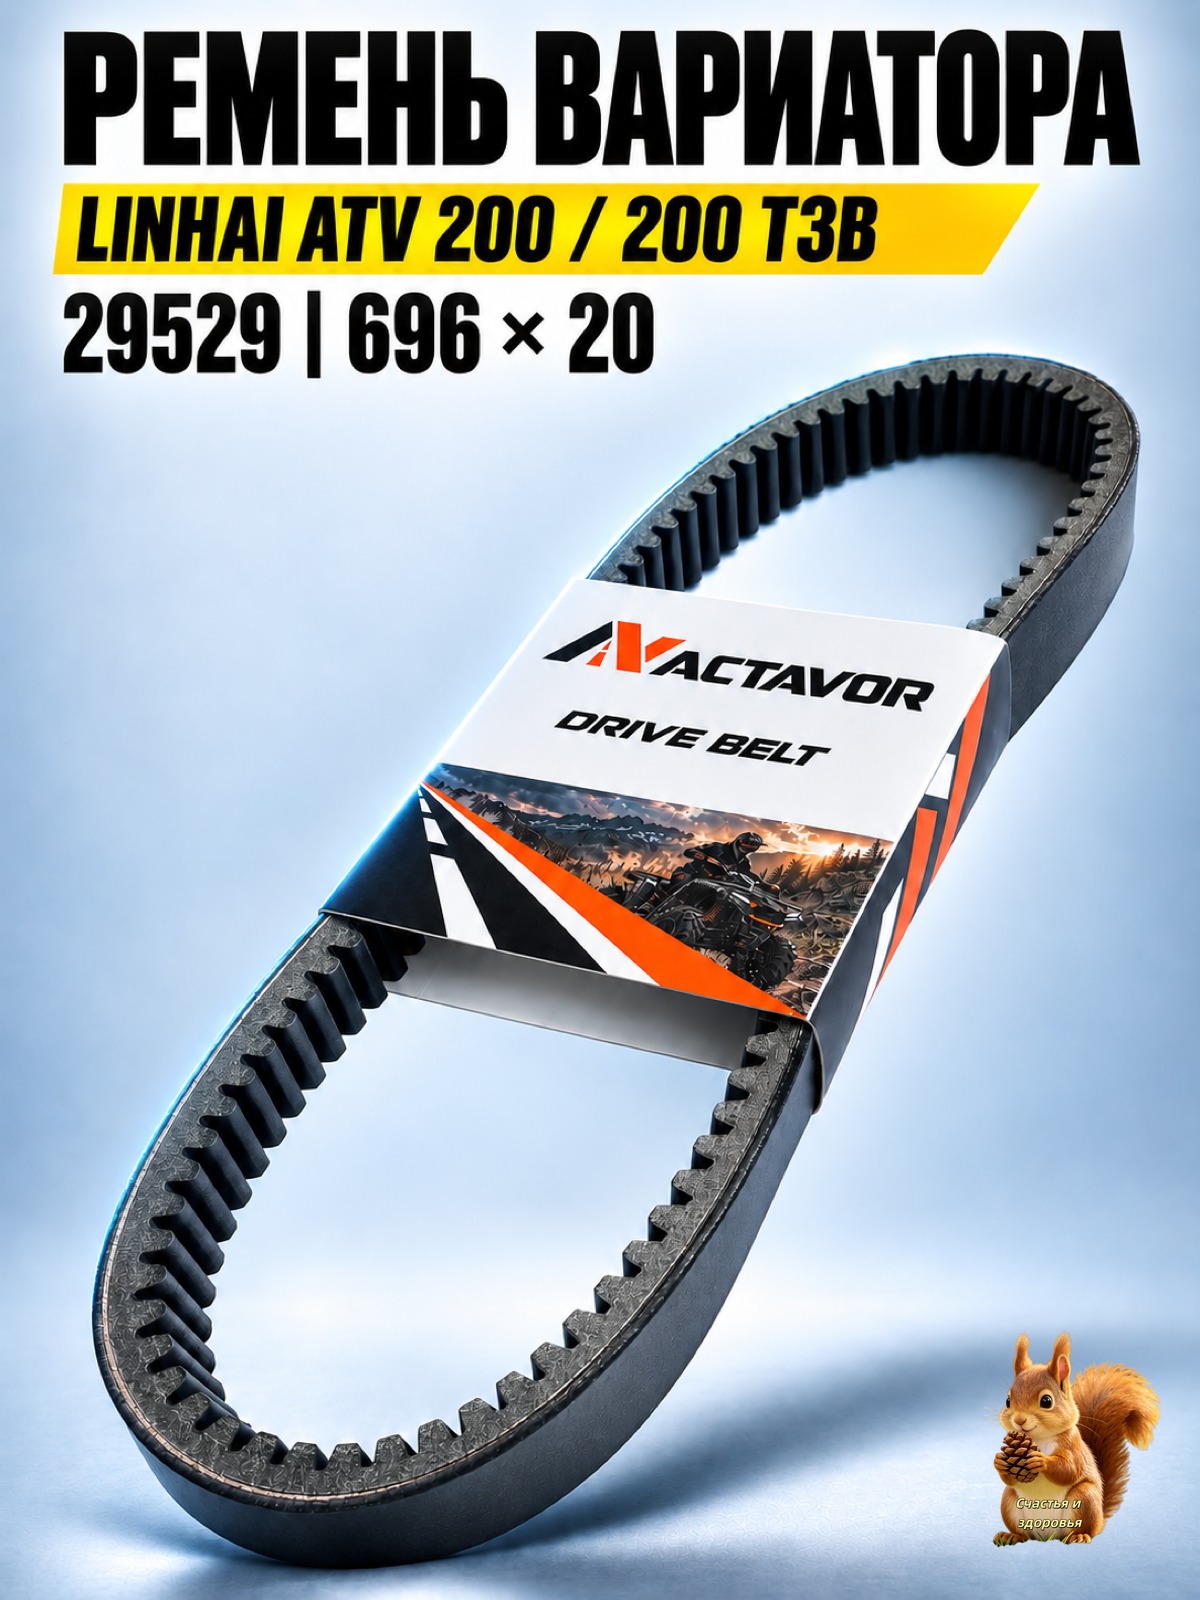 РЕМЕНЬ ВАРИАТОРА
LINHAI ATV 200 / 200 T3B
29529 | 696 × 20
ACTAVOR
DRIVE BELT
Счастья и
здоровья